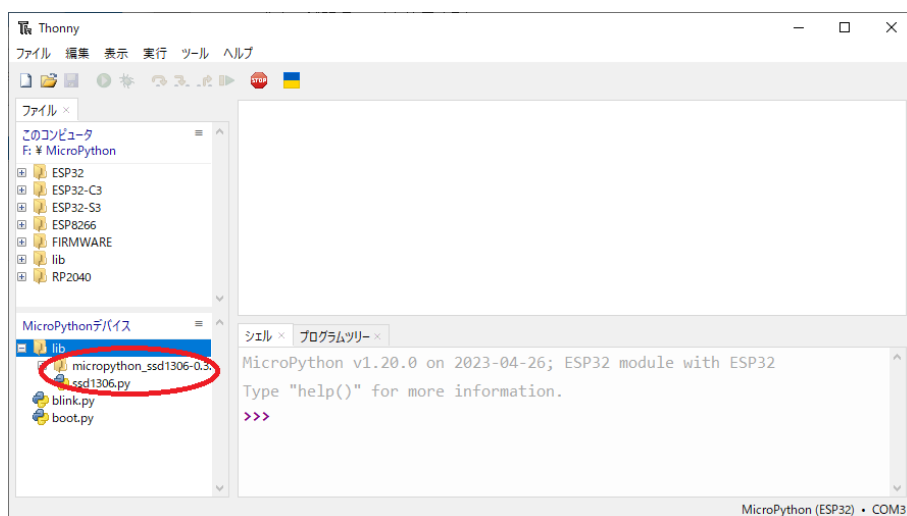 Thonny
ファイル 編集 表示 実行 ツール ヘルプ
STOP
ファイル ×
このコンピュータ
F: ¥ MicroPython
ESP32
ESP32-C3
ESP32-S3
ESP8266
FIRMWARE
lib
RP2040
MicroPythonデバイス
lib
micropython_ssd1306-0.3.
ssd1306.py
blink.py
boot.py
シェル × プログラムツリー ×
MicroPython v1.20.0 on 2023-04-26; ESP32 module with ESP32
Type "help()" for more information.
>>>
MicroPython (ESP32) • COM3